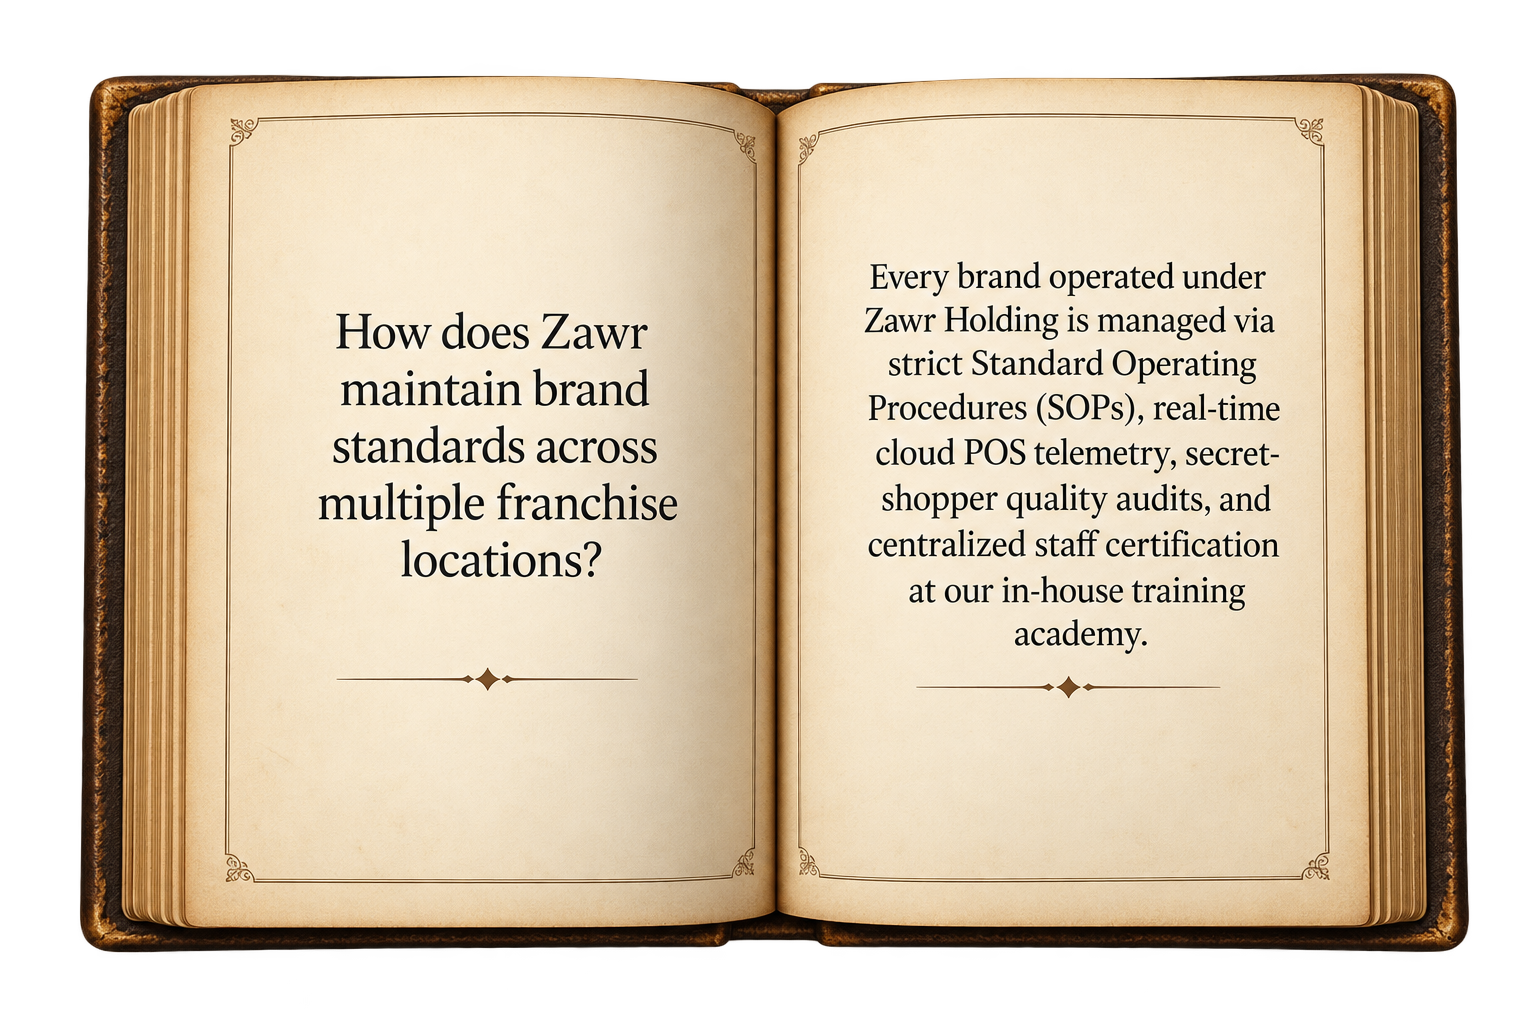 How does Zawr
maintain brand
standards across
multiple franchise
locations?
Every brand operated under
Zawr Holding is managed via
strict Standard Operating
Procedures (SOPs), real-time
cloud POS telemetry, secret-
shopper quality audits, and
centralized staff certification
at our in-house training
academy.